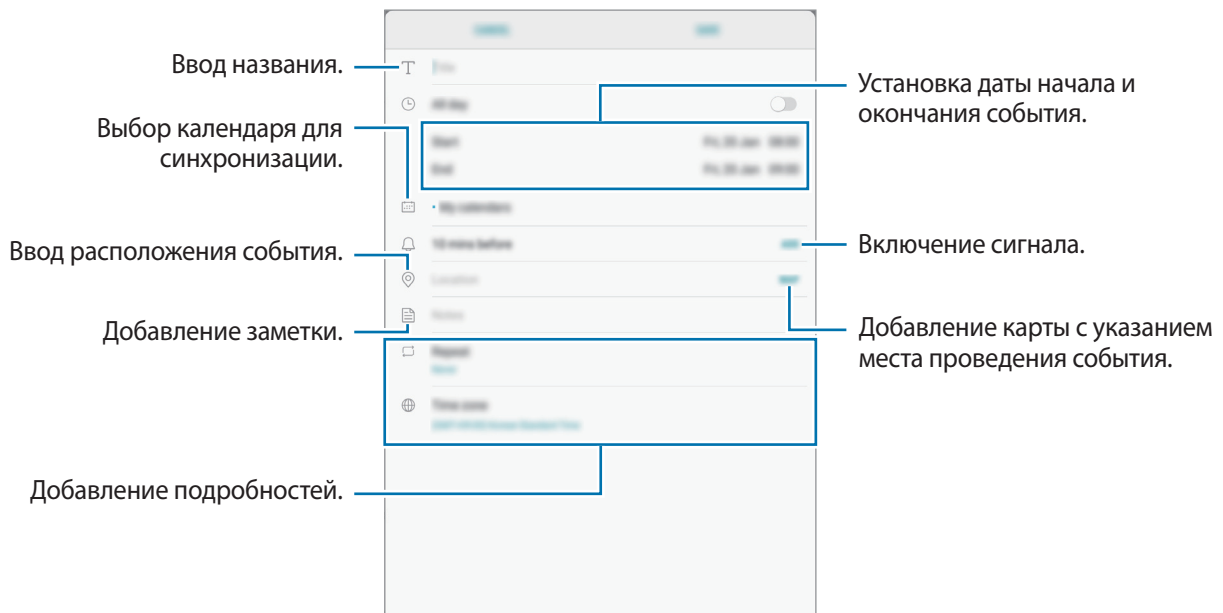 Ввод названия.
Выбор календаря для
синхронизации.
Ввод расположения события.
Добавление заметки.
Добавление подробностей.
All day
Start
End
My calendars
10 mins before
Location
Notes
Repeat
Time zone
Установка даты начала и
окончания события.
Включение сигнала.
Добавление карты с указанием
места проведения события.